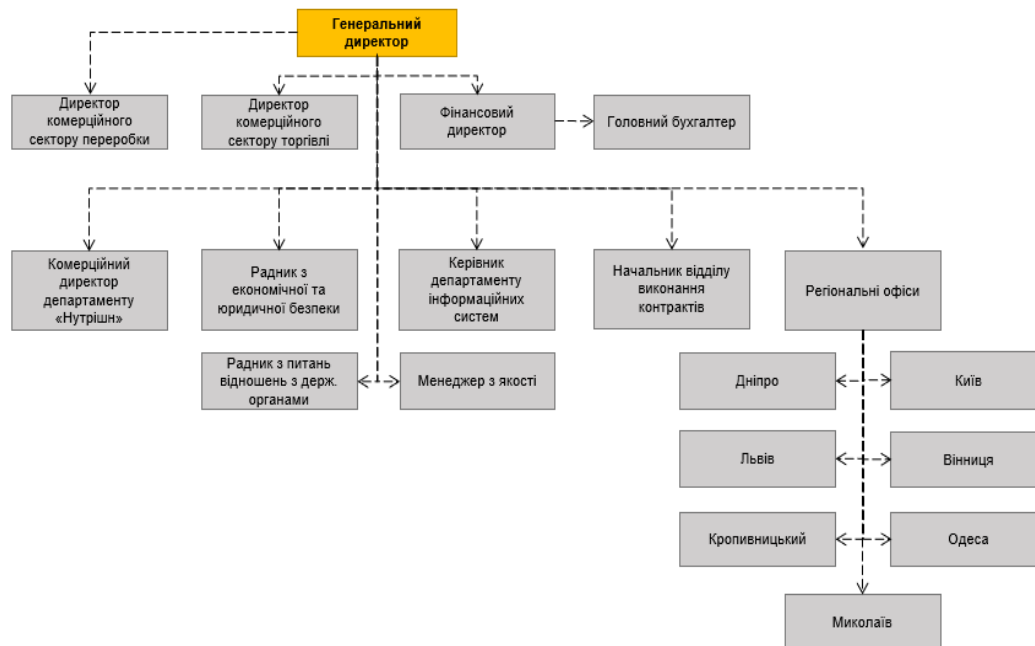 Генеральний
директор
Директор
комерційного
сектору переробки
Директор
комерційного
сектору торгівлі
Фінансовий
директор
Головний бухгалтер
Комерційний
директор
департаменту
«Нутрішн»
Радник з
економічної та
юридичної безпеки
Керівник
департаменту
інформаційних
систем
Начальник відділу
виконання
контрактів
Регіональні офіси
Радник з питань
відношень з держ.
органами
Менеджер з якості
Дніпро
Київ
Львів
Вінниця
Кропивницький
Одеса
Миколаїв